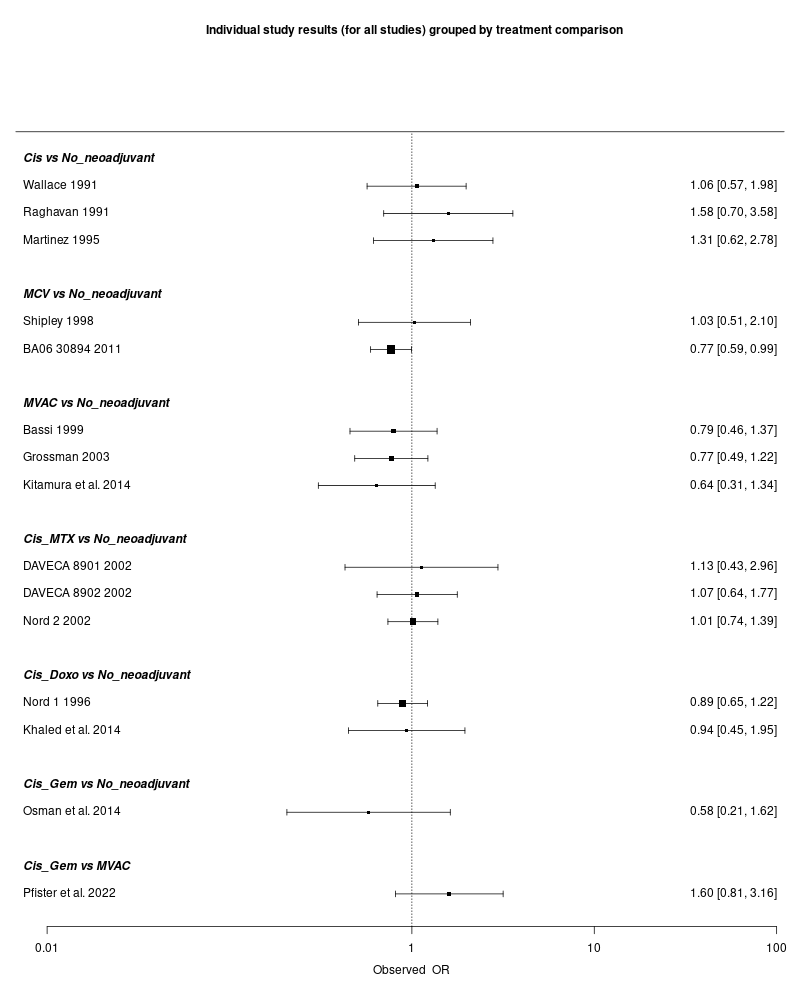 Individual study results (for all studies) grouped by treatment comparison
Cis vs No_neoadjuvant
Wallace 1991 1.06 [0.57, 1.98]
Raghavan 1991 1.58 [0.70, 3.58]
Martinez 1995 1.31 [0.62, 2.78]
MCV vs No_neoadjuvant
Shipley 1998 1.03 [0.51, 2.10]
BA06 30894 2011 0.77 [0.59, 0.99]
MVAC vs No_neoadjuvant
Bassi 1999 0.79 [0.46, 1.37]
Grossman 2003 0.77 [0.49, 1.22]
Kitamura et al. 2014 0.64 [0.31, 1.34]
Cis_MTX vs No_neoadjuvant
DAVECA 8901 2002 1.13 [0.43, 2.96]
DAVECA 8902 2002 1.07 [0.64, 1.77]
Nord 2 2002 1.01 [0.74, 1.39]
Cis_Doxo vs No_neoadjuvant
Nord 1 1996 0.89 [0.65, 1.22]
Khaled et al. 2014 0.94 [0.45, 1.95]
Cis_Gem vs No_neoadjuvant
Osman et al. 2014 0.58 [0.21, 1.62]
Cis_Gem vs MVAC
Pfister et al. 2022 1.60 [0.81, 3.16]
0.01 1 10 100
Observed OR